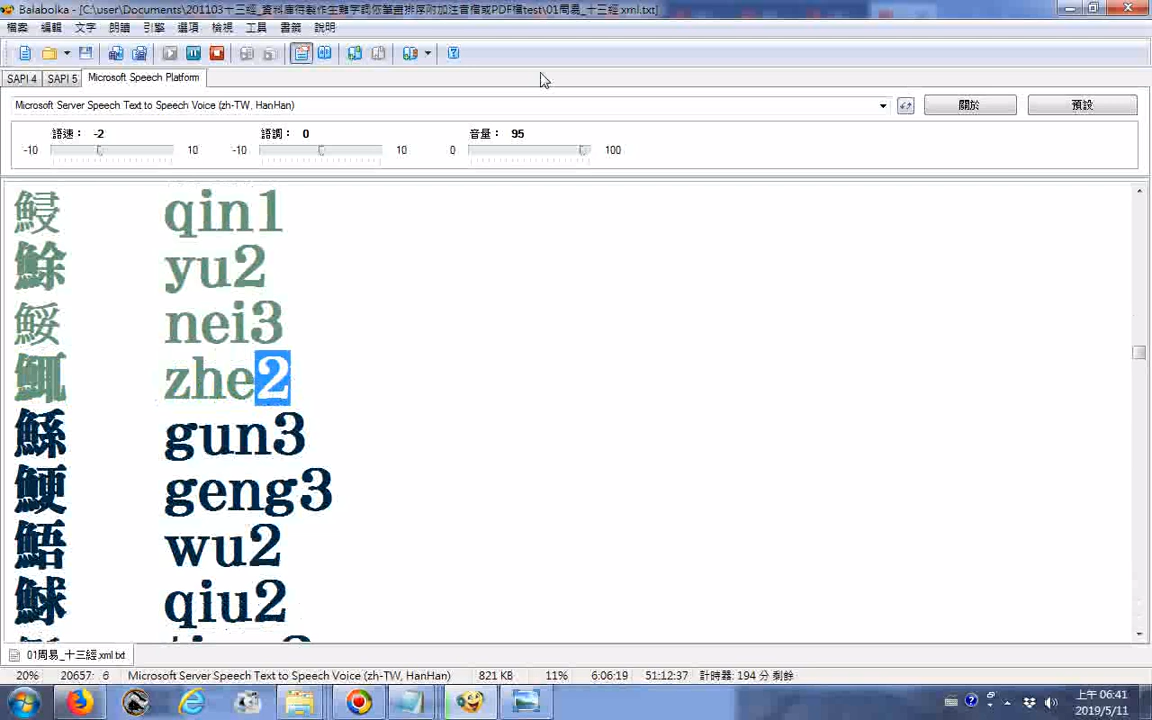 Balabolka - [C:\user\Documents\201103十三經_資料庫待製作生難字詞依筆畫排序附加注音檔或PDF檔test\01周易_十三經.xml.txt]
檔案 編輯 文字 朗讀 引擎 選項 檢視 工具 書籤 說明
SAPI 4 SAPI 5 Microsoft Speech Platform
Microsoft Server Speech Text to Speech Voice (zh-TW, HanHan) 關於 預設
語速： -2 語調： 0 音量： 95
-10 10 -10 10 0 100
鮼 qin1
鮽 yu2
鮾 nei3
鮿 zhe2
鯀 gun3
鯁 geng3
鯃 wu2
鯄 qiu2
01周易_十三經.xml.txt
20% 20657: 6 Microsoft Server Speech Text to Speech Voice (zh-TW, HanHan) 821 KB 11% 6:06:19 51:12:37 計時器: 194 分 剩餘
上午 06:41
2019/5/11